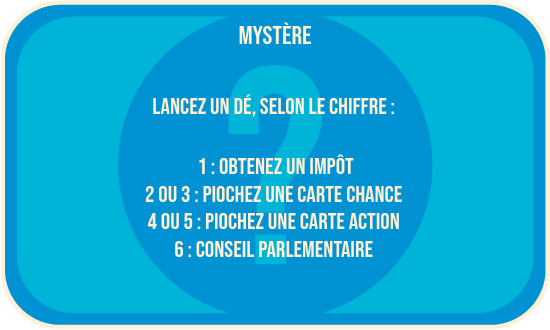 MYSTÈRE
LANCEZ UN DÉ, SELON LE CHIFFRE :
1 : OBTENEZ UN IMPÔT
2 OU 3 : PIOCHEZ UNE CARTE CHANCE
4 OU 5 : PIOCHEZ UNE CARTE ACTION
6 : CONSEIL PARLEMENTAIRE
?